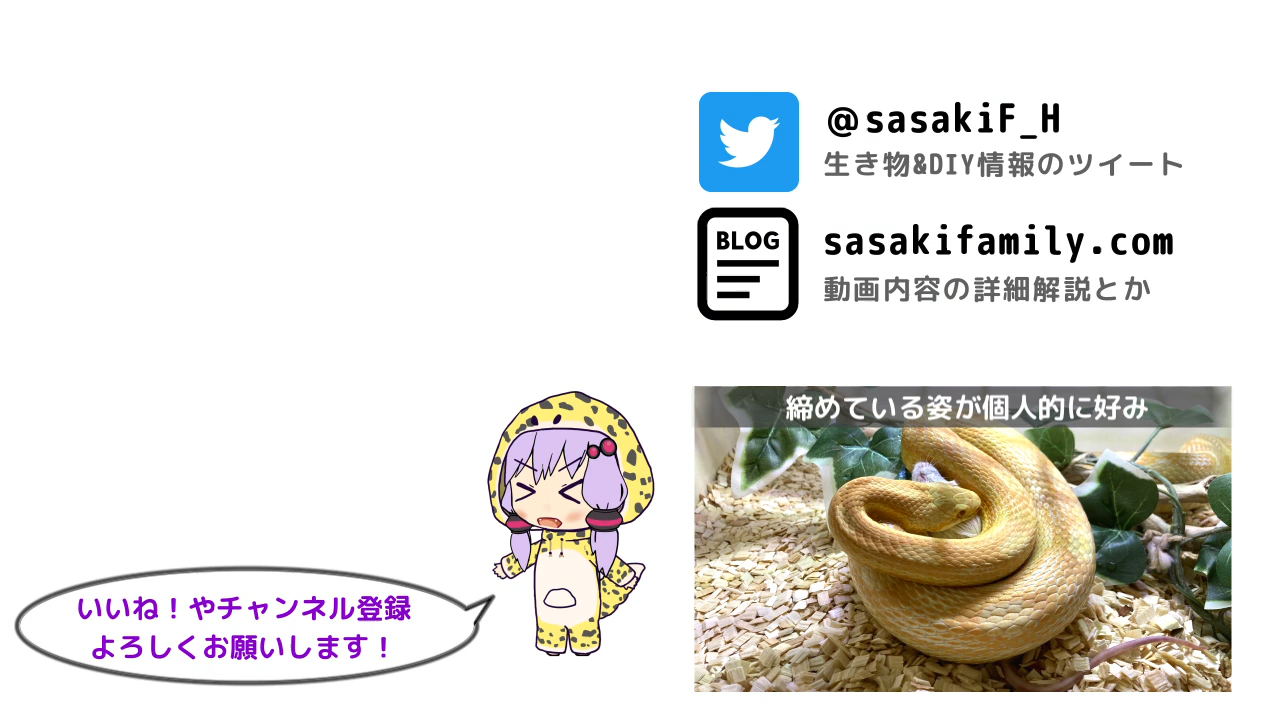 @sasakiF_H
生き物&DIY情報のツイート
BLOG
sasakifamily.com
動画内容の詳細解説とか
締めている姿が個人的に好み
いいね！やチャンネル登録
よろしくお願いします！